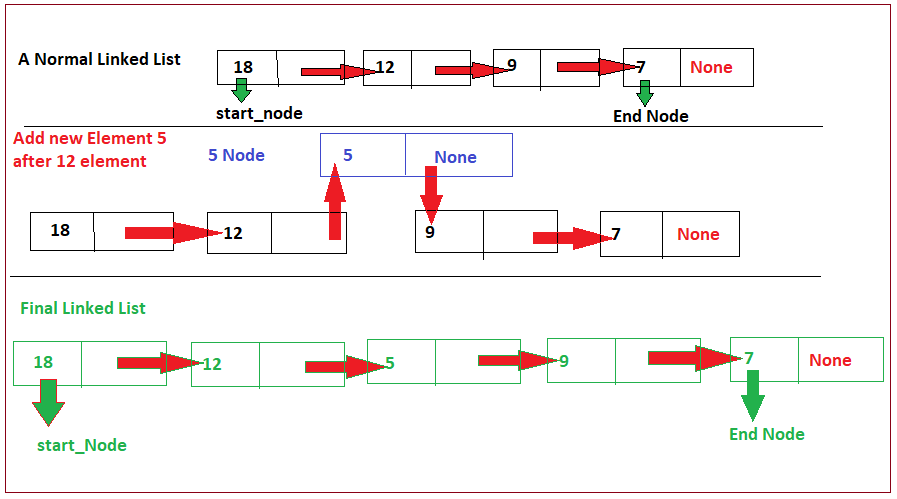 A Normal Linked List
18
12
9
7
None
start_node
End Node
Add new Element 5
after 12 element
5 Node
5
None
18
12
9
7
None
Final Linked List
18
12
5
9
7
None
start_Node
End Node